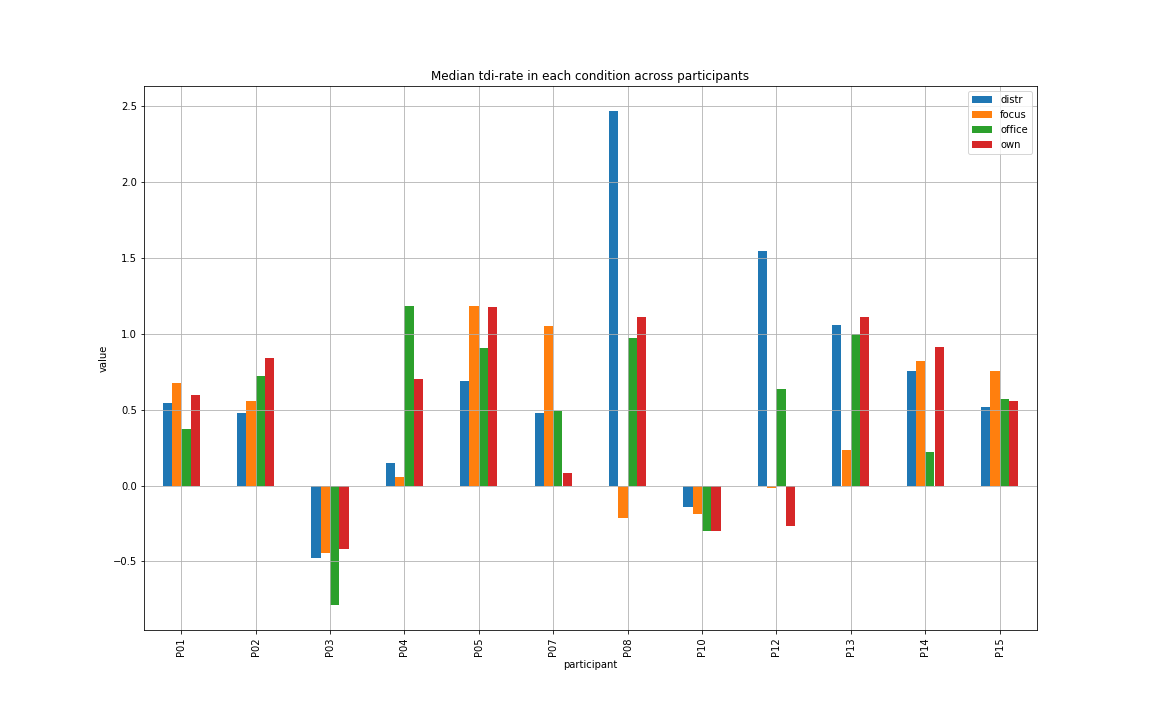 Median tdi-rate in each condition across participants
distr
focus
office
own
2.5
2.0
1.5
1.0
0.5
0.0
−0.5
value
P01
P02
P03
P04
P05
P07
P08
P10
P12
P13
P14
P15
participant